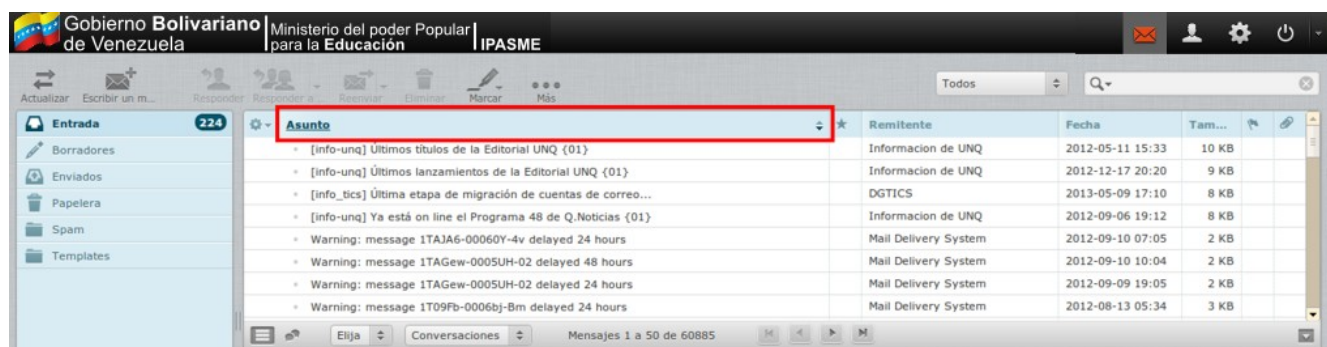 Gobierno Bolivariano
de Venezuela
Ministerio del poder Popular
para la Educación
IPASME
Actualizar
Escribir un m...
Responder
Responder a ...
Reenviar
Eliminar
Marcar
Más
Todos
Entrada 224
Borradores
Enviados
Papelera
Spam
Templates
Asunto Remitente Fecha Tam...
[info-unq] Últimos títulos de la Editorial UNQ {01} Informacion de UNQ 2012-05-11 15:33 10 KB
[info-unq] Últimos lanzamientos de la Editorial UNQ {01} Informacion de UNQ 2012-12-17 20:20 9 KB
[info_tics] Última etapa de migración de cuentas de correo... DGTICS 2013-05-09 17:10 8 KB
[info-unq] Ya está on line el Programa 48 de Q.Noticias {01} Informacion de UNQ 2012-09-06 19:12 8 KB
Warning: message 1TAJA6-00060Y-4v delayed 24 hours Mail Delivery System 2012-09-10 07:05 2 KB
Warning: message 1TAGew-0005UH-02 delayed 48 hours Mail Delivery System 2012-09-10 10:04 2 KB
Warning: message 1TAGew-0005UH-02 delayed 24 hours Mail Delivery System 2012-09-09 19:05 2 KB
Warning: message 1T09Fb-0006bj-Bm delayed 24 hours Mail Delivery System 2012-08-13 05:34 3 KB
Elija Conversaciones Mensajes 1 a 50 de 60885